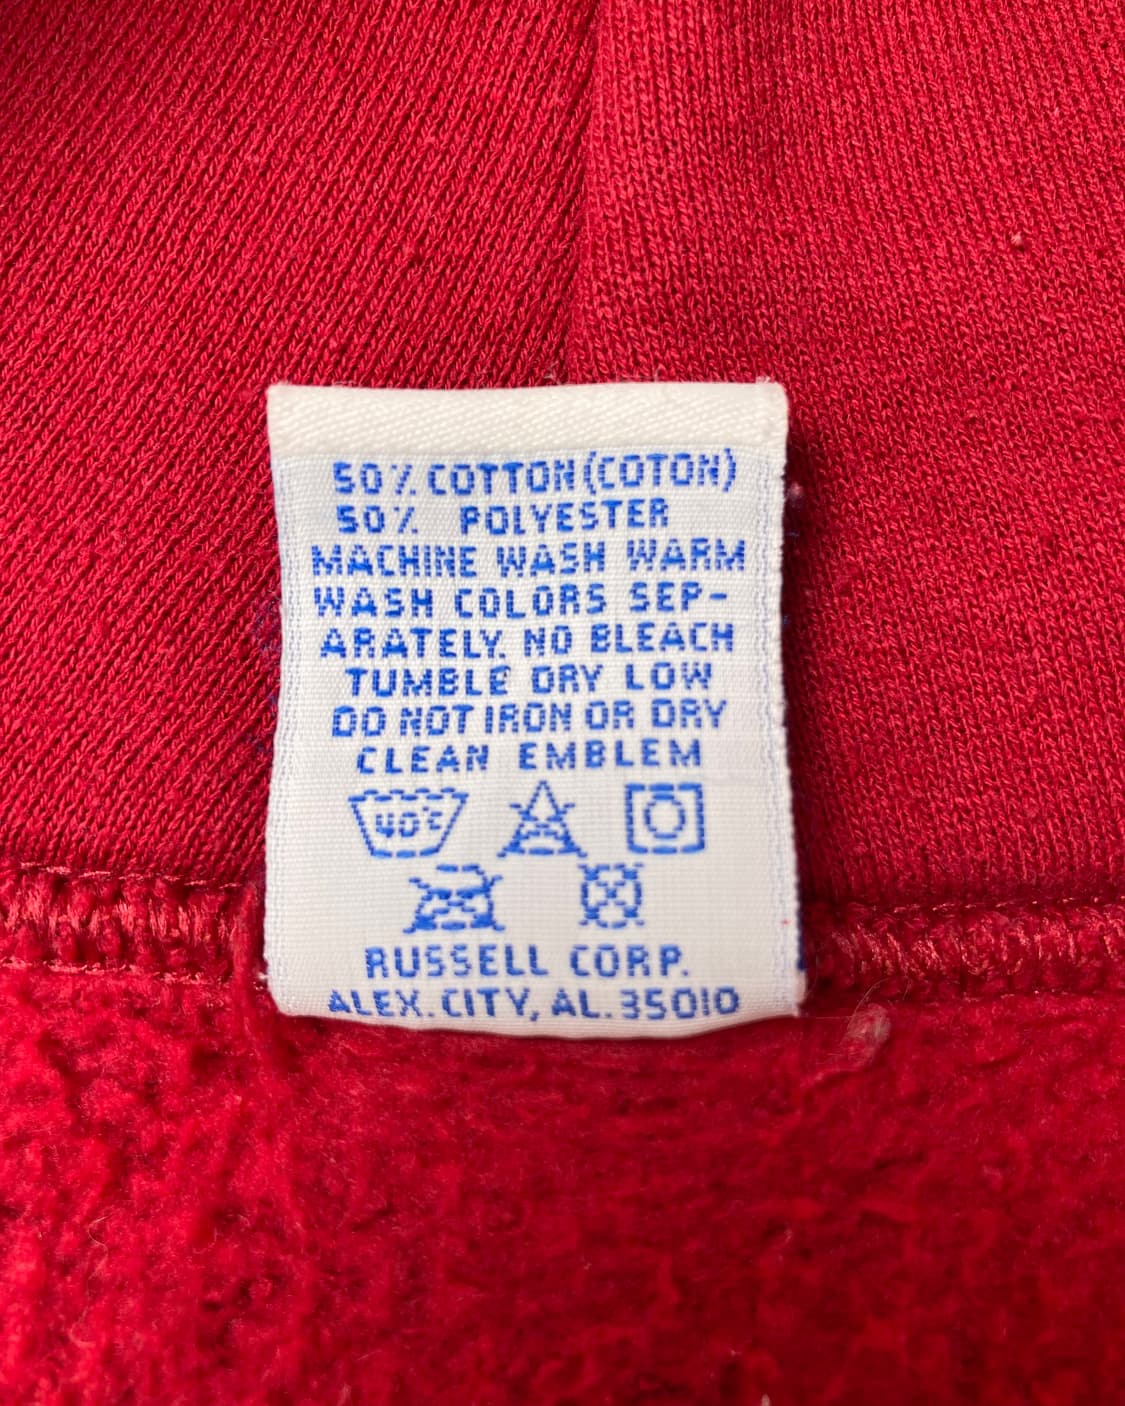 50% COTTON (COTON)
50% POLYESTER
MACHINE WASH WARM
WASH COLORS SEP-
ARATELY. NO BLEACH
TUMBLE DRY LOW
DO NOT IRON OR DRY
CLEAN EMBLEM
40°C
RUSSELL CORP.
ALEX. CITY, AL. 35010